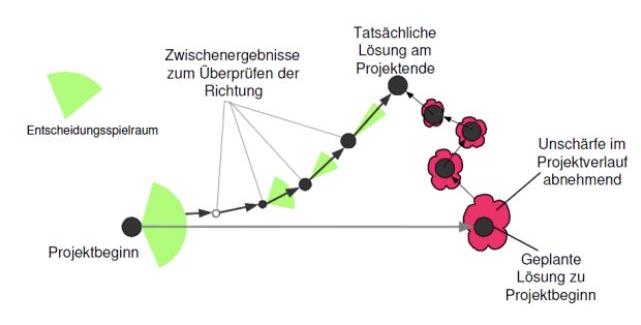 Tatsächliche
Lösung am
Projektende
Zwischenergebnisse
zum Überprüfen der
Richtung
Entscheidungsspielraum
Unschärfe im
Projektverlauf
abnehmend
Projektbeginn
Geplante
Lösung zu
Projektbeginn